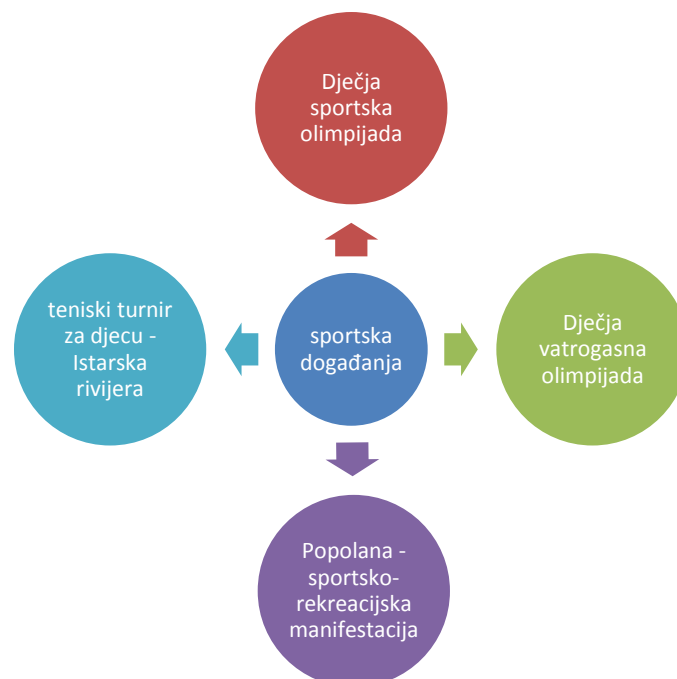 Dječja
sportska
olimpijada
teniski turnir
za djecu -
Istarska
rivijera
sportska
događanja
Dječja
vatrogasna
olimpijada
Popolana -
sportsko-
rekreacijska
manifestacija